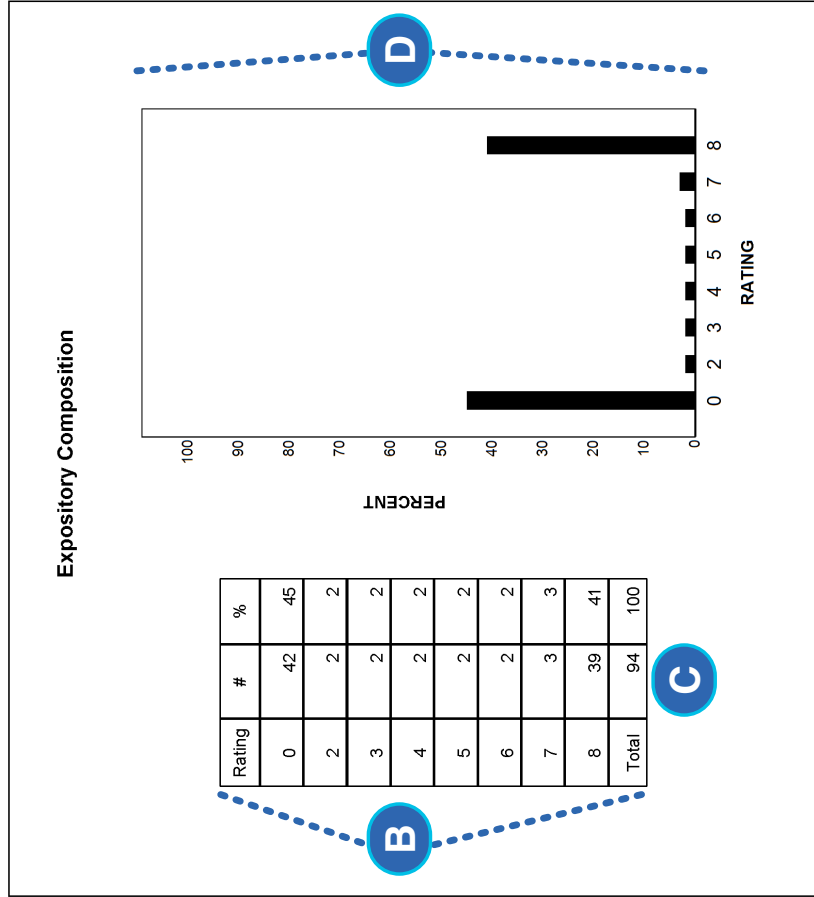 Expository Composition
B
Rating # %
0 42 45
2 2 2
3 2 2
4 2 2
5 2 2
6 2 2
7 3 3
8 39 41
Total 94 100
C
PERCENT
100
90
80
70
60
50
40
30
20
10
0
0 2 3 4 5 6 7 8
RATING
D